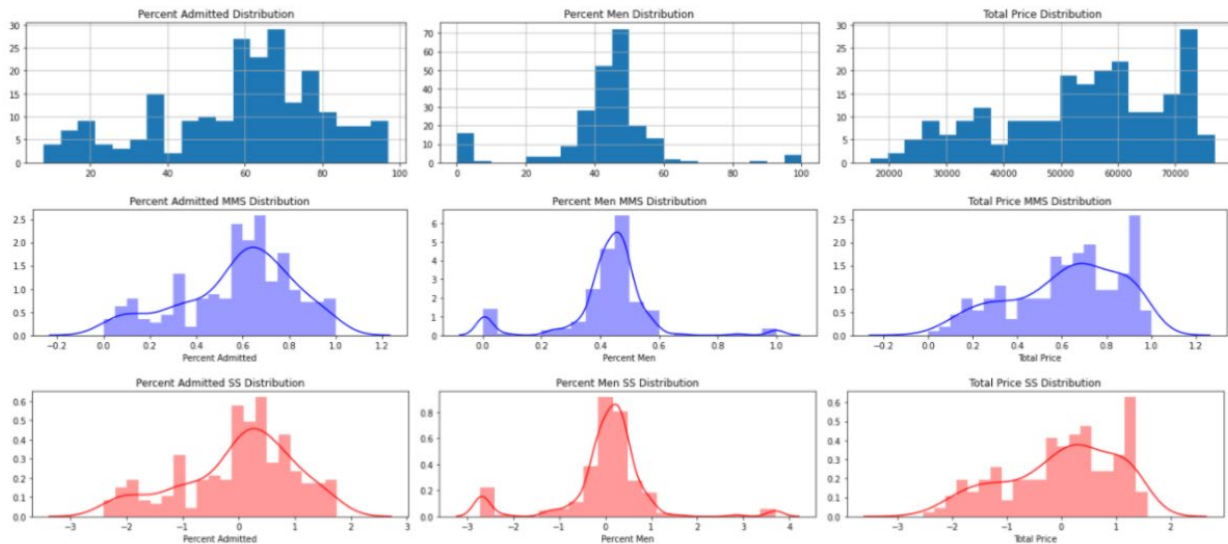 Percent Admitted Distribution
30
25
20
15
10
5
0
20 40 60 80 100
Percent Men Distribution
70
60
50
40
30
20
10
0
0 20 40 60 80 100
Total Price Distribution
30
25
20
15
10
5
0
20000 30000 40000 50000 60000 70000
Percent Admitted MMS Distribution
2.5
2.0
1.5
1.0
0.5
0.0
−0.2 0.0 0.2 0.4 0.6 0.8 1.0 1.2
Percent Admitted
Percent Men MMS Distribution
6
5
4
3
2
1
0
0.0 0.2 0.4 0.6 0.8 1.0
Percent Men
Total Price MMS Distribution
2.5
2.0
1.5
1.0
0.5
0.0
−0.2 0.0 0.2 0.4 0.6 0.8 1.0 1.2
Total Price
Percent Admitted SS Distribution
0.6
0.5
0.4
0.3
0.2
0.1
0.0
−3 −2 −1 0 1 2 3
Percent Admitted
Percent Men SS Distribution
0.8
0.6
0.4
0.2
0.0
−3 −2 −1 0 1 2 3 4
Percent Men
Total Price SS Distribution
0.6
0.5
0.4
0.3
0.2
0.1
0.0
−3 −2 −1 0 1 2
Total Price